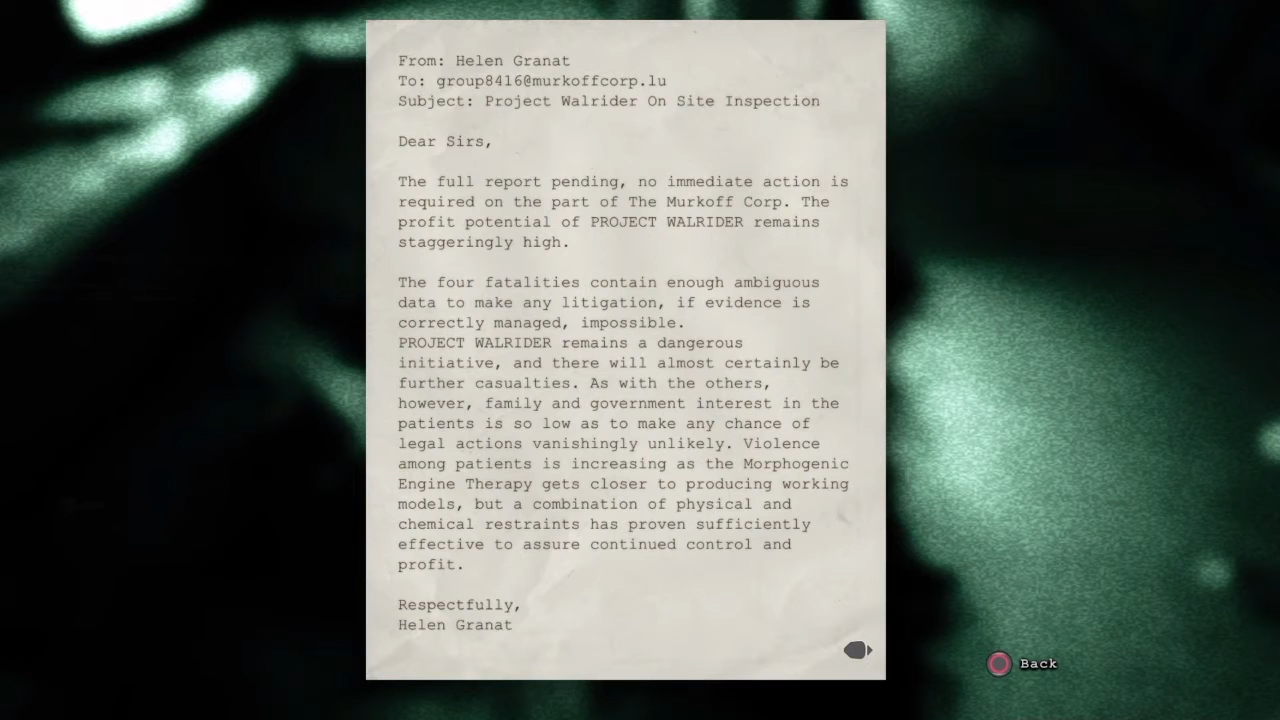 From: Helen Granat
To: group8416@murkoffcorp.lu
Subject: Project Walrider On Site Inspection
Dear Sirs,
The full report pending, no immediate action is
required on the part of The Murkoff Corp. The
profit potential of PROJECT WALRIDER remains
staggeringly high.
The four fatalities contain enough ambiguous
data to make any litigation, if evidence is
correctly managed, impossible.
PROJECT WALRIDER remains a dangerous
initiative, and there will almost certainly be
further casualties. As with the others,
however, family and government interest in the
patients is so low as to make any chance of
legal actions vanishingly unlikely. Violence
among patients is increasing as the Morphogenic
Engine Therapy gets closer to producing working
models, but a combination of physical and
chemical restraints has proven sufficiently
effective to assure continued control and
profit.
Respectfully,
Helen Granat
Back